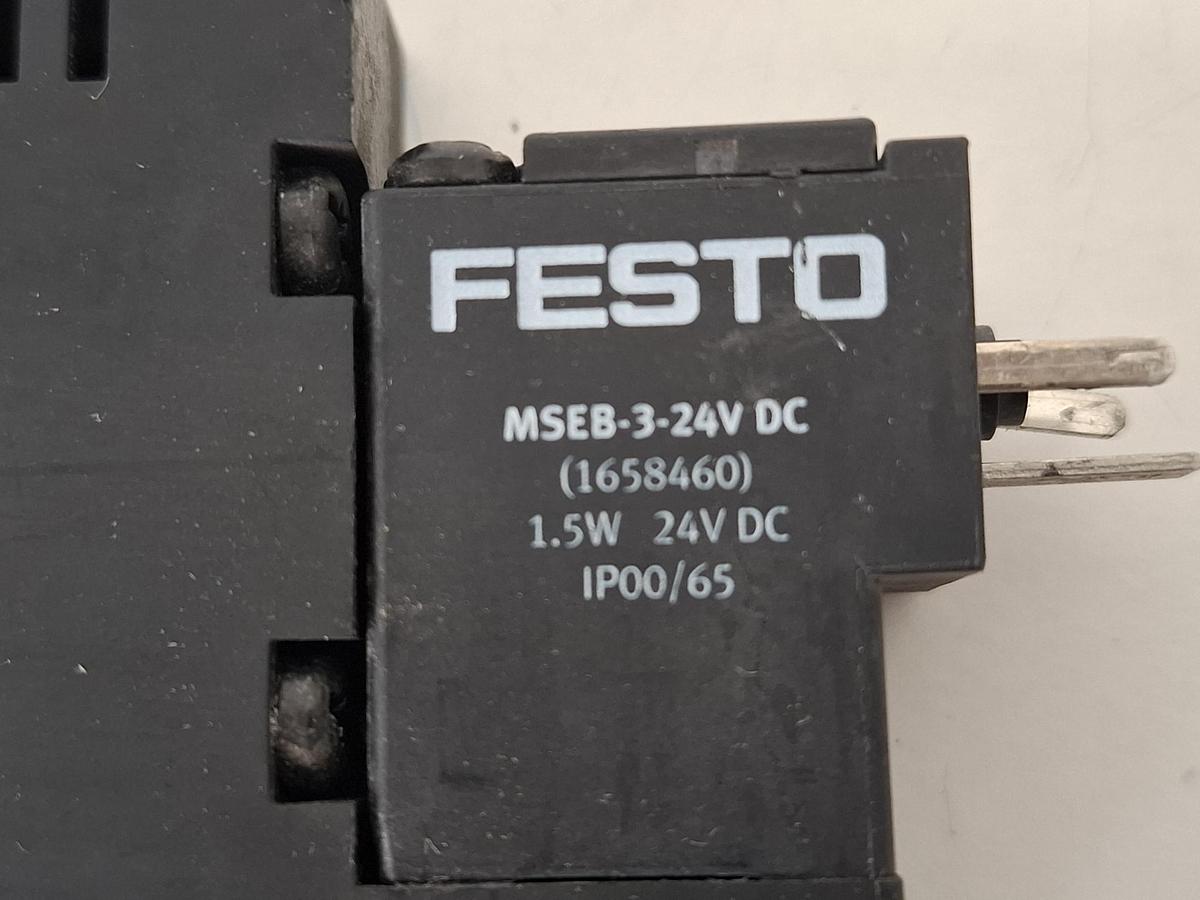 FESTO
MSEB-3-24V DC
(1658460)
1.5W 24V DC
IP00/65